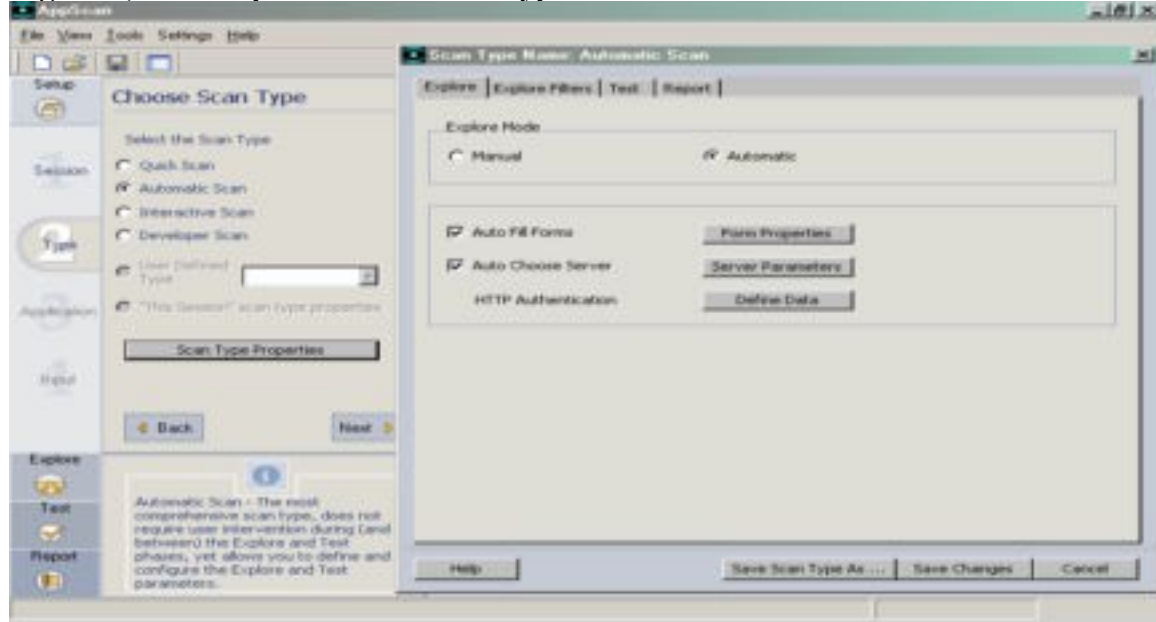 AppScan
File View Tools Settings Help
Setup
Session
Type
Application
Input
Explore
Test
Report
Choose Scan Type
Select the Scan Type
Quick Scan
Automatic Scan
Interactive Scan
Developer Scan
User Defined
Type
"This Session" scan type properties
Scan Type Properties
Back Next
Automatic Scan - The most
comprehensive scan type, does not
require user intervention during (and
between) the Explore and Test
phases, yet allows you to define and
configure the Explore and Test
parameters.
Scan Type Name: Automatic Scan
Explore Explore Filters Test Report
Explore Mode
Manual Automatic
Auto Fill Forms Form Properties
Auto Choose Server Server Parameters
HTTP Authentication Define Data
Help Save Scan Type As ... Save Changes Cancel